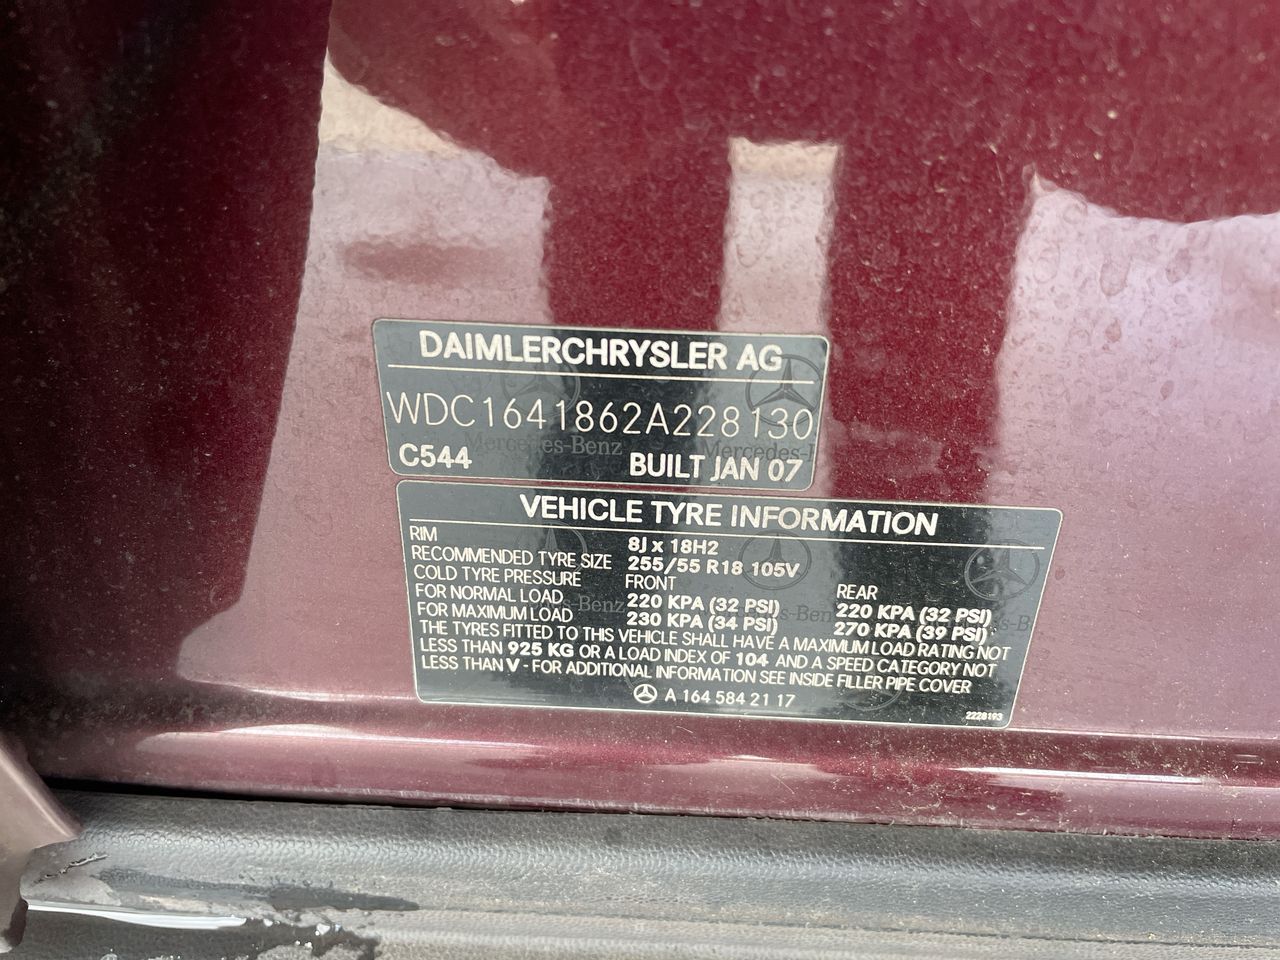 DAIMLERCHRYSLER AG
WDC1641862A228130
Mercedes-Benz
C544 BUILT JAN 07
VEHICLE TYRE INFORMATION
RIM 8J x 18H2
RECOMMENDED TYRE SIZE 255/55 R18 105V
COLD TYRE PRESSURE FRONT REAR
FOR NORMAL LOAD 220 KPA (32 PSI) 220 KPA (32 PSI)
FOR MAXIMUM LOAD 230 KPA (34 PSI) 270 KPA (39 PSI)
THE TYRES FITTED TO THIS VEHICLE SHALL HAVE A MAXIMUM LOAD RATING NOT
LESS THAN 925 KG OR A LOAD INDEX OF 104 AND A SPEED CATEGORY NOT
LESS THAN V - FOR ADDITIONAL INFORMATION SEE INSIDE FILLER PIPE COVER
A 164 584 21 17
2228193